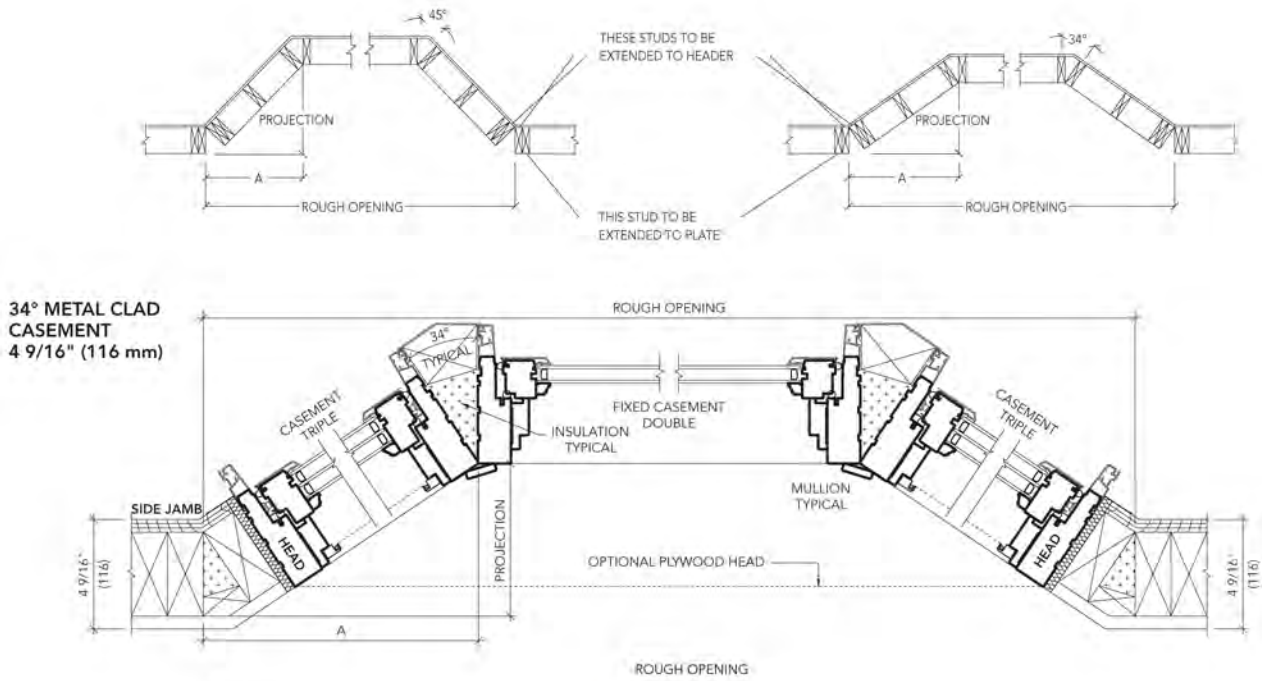 45°
THESE STUDS TO BE
EXTENDED TO HEADER
34°
PROJECTION
PROJECTION
A
A
ROUGH OPENING
ROUGH OPENING
THIS STUD TO BE
EXTENDED TO PLATE
34° METAL CLAD
CASEMENT
4 9/16" (116 mm)
ROUGH OPENING
34°
TYPICAL
CASEMENT
TRIPLE
FIXED CASEMENT
DOUBLE
CASEMENT
TRIPLE
INSULATION
TYPICAL
SIDE JAMB
MULLION
TYPICAL
HEAD
HEAD
PROJECTION
OPTIONAL PLYWOOD HEAD
4 9/16"
(116)
4 9/16"
(116)
A
ROUGH OPENING